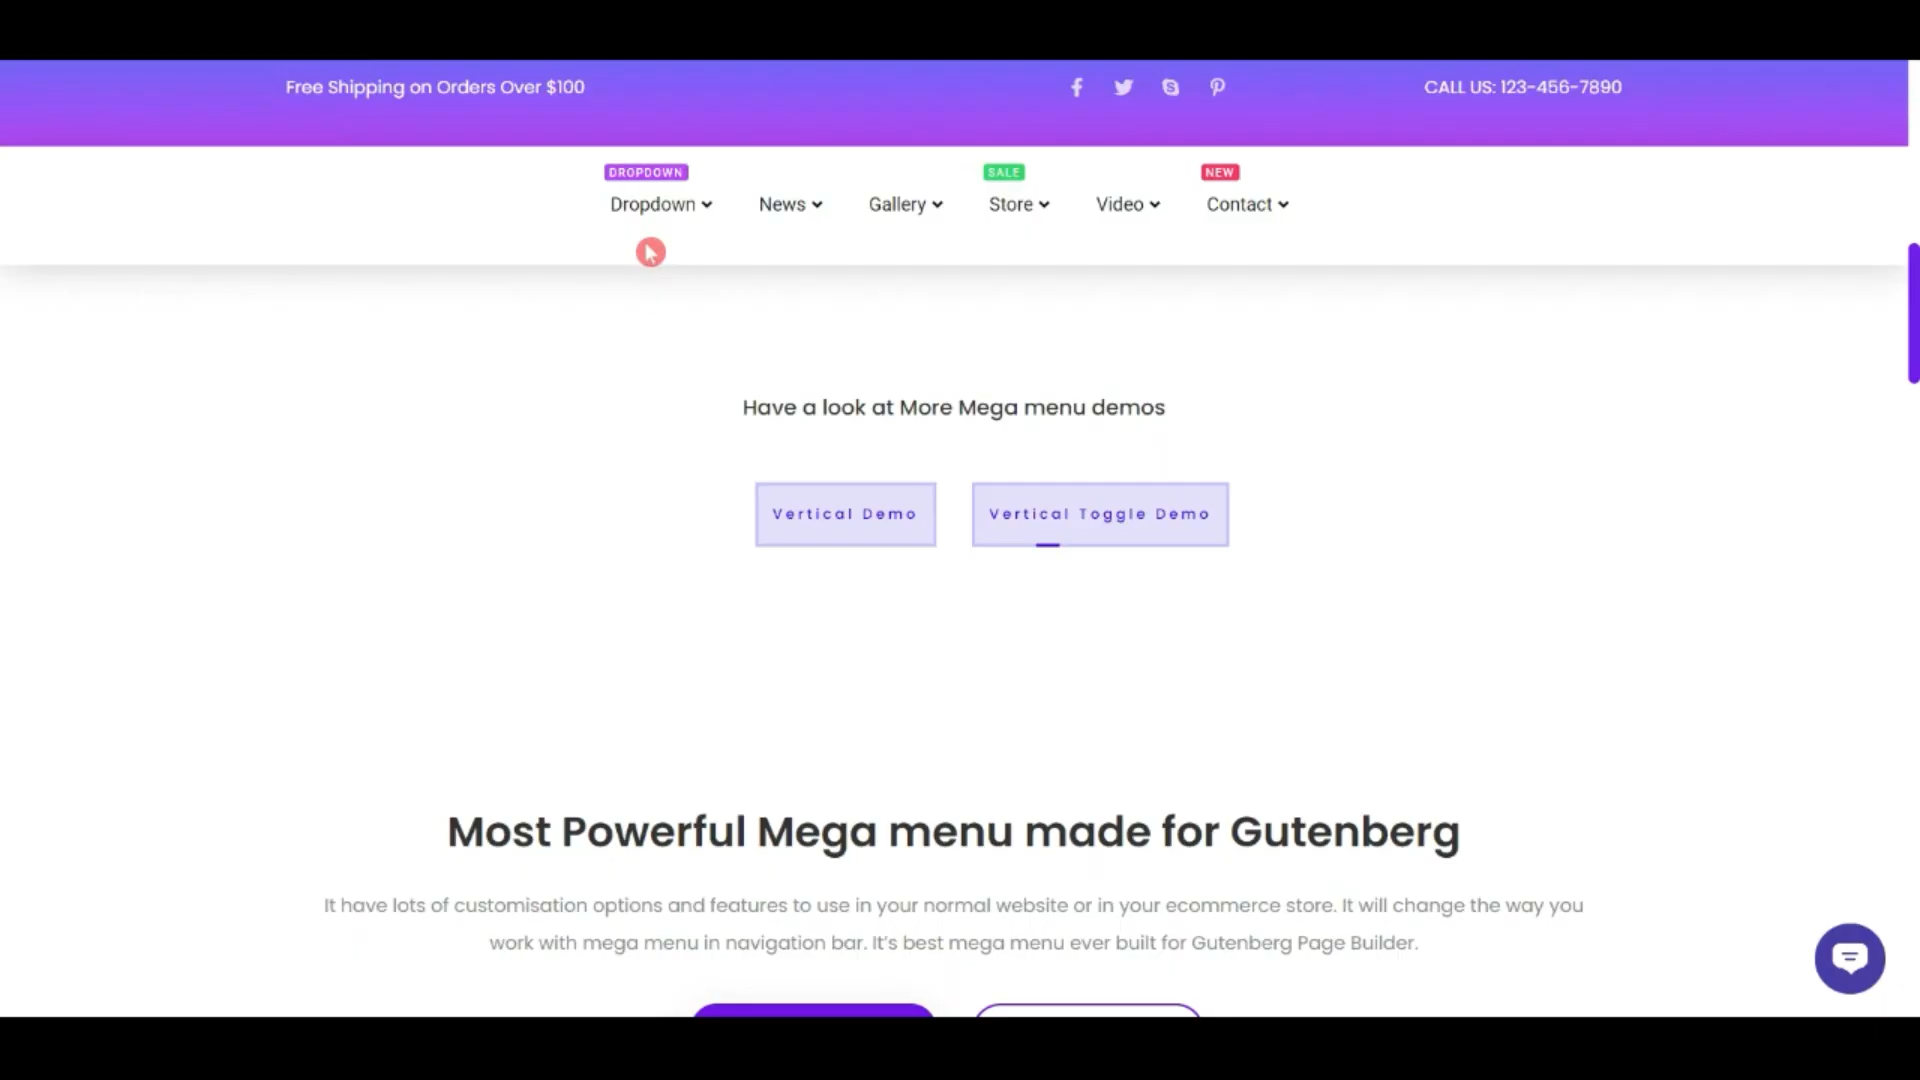 Free Shipping on Orders Over $100
CALL US: 123-456-7890
DROPDOWN
SALE
NEW
Dropdown
News
Gallery
Store
Video
Contact
Have a look at More Mega menu demos
Vertical Demo
Vertical Toggle Demo
Most Powerful Mega menu made for Gutenberg
It have lots of customisation options and features to use in your normal website or in your ecommerce store. It will change the way you
work with mega menu in navigation bar. It's best mega menu ever built for Gutenberg Page Builder.